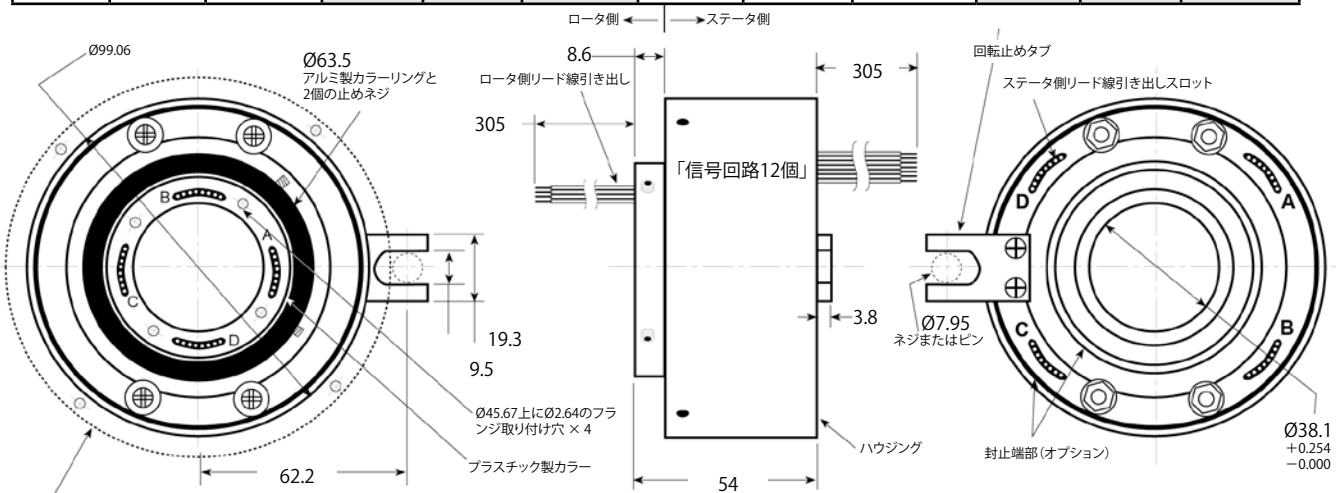 ロータ側
ステータ側
Ø99.06
Ø63.5
アルミ製カラーリングと
2個の止めネジ
B
A
C
D
19.3
9.5
Ø45.67上にØ2.64のフラ
ンジ取り付け穴 × 4
プラスチック製カラー
62.2
8.6
ロータ側リード線引き出し
305
305
「信号回路12個」
3.8
ハウジング
54
回転止めタブ
ステータ側リード線引き出しスロット
D
A
C
B
Ø7.95
ネジまたはピン
封止端部(オプション)
Ø38.1
+0.254
−0.000